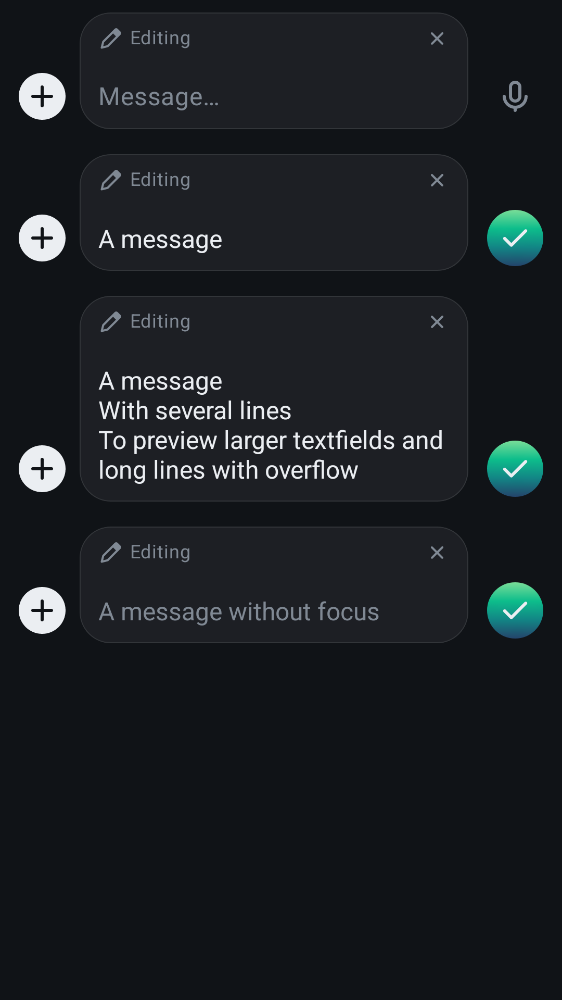 Editing
Message…
Editing
A message
Editing
A message
With several lines
To preview larger textfields and
long lines with overflow
Editing
A message without focus